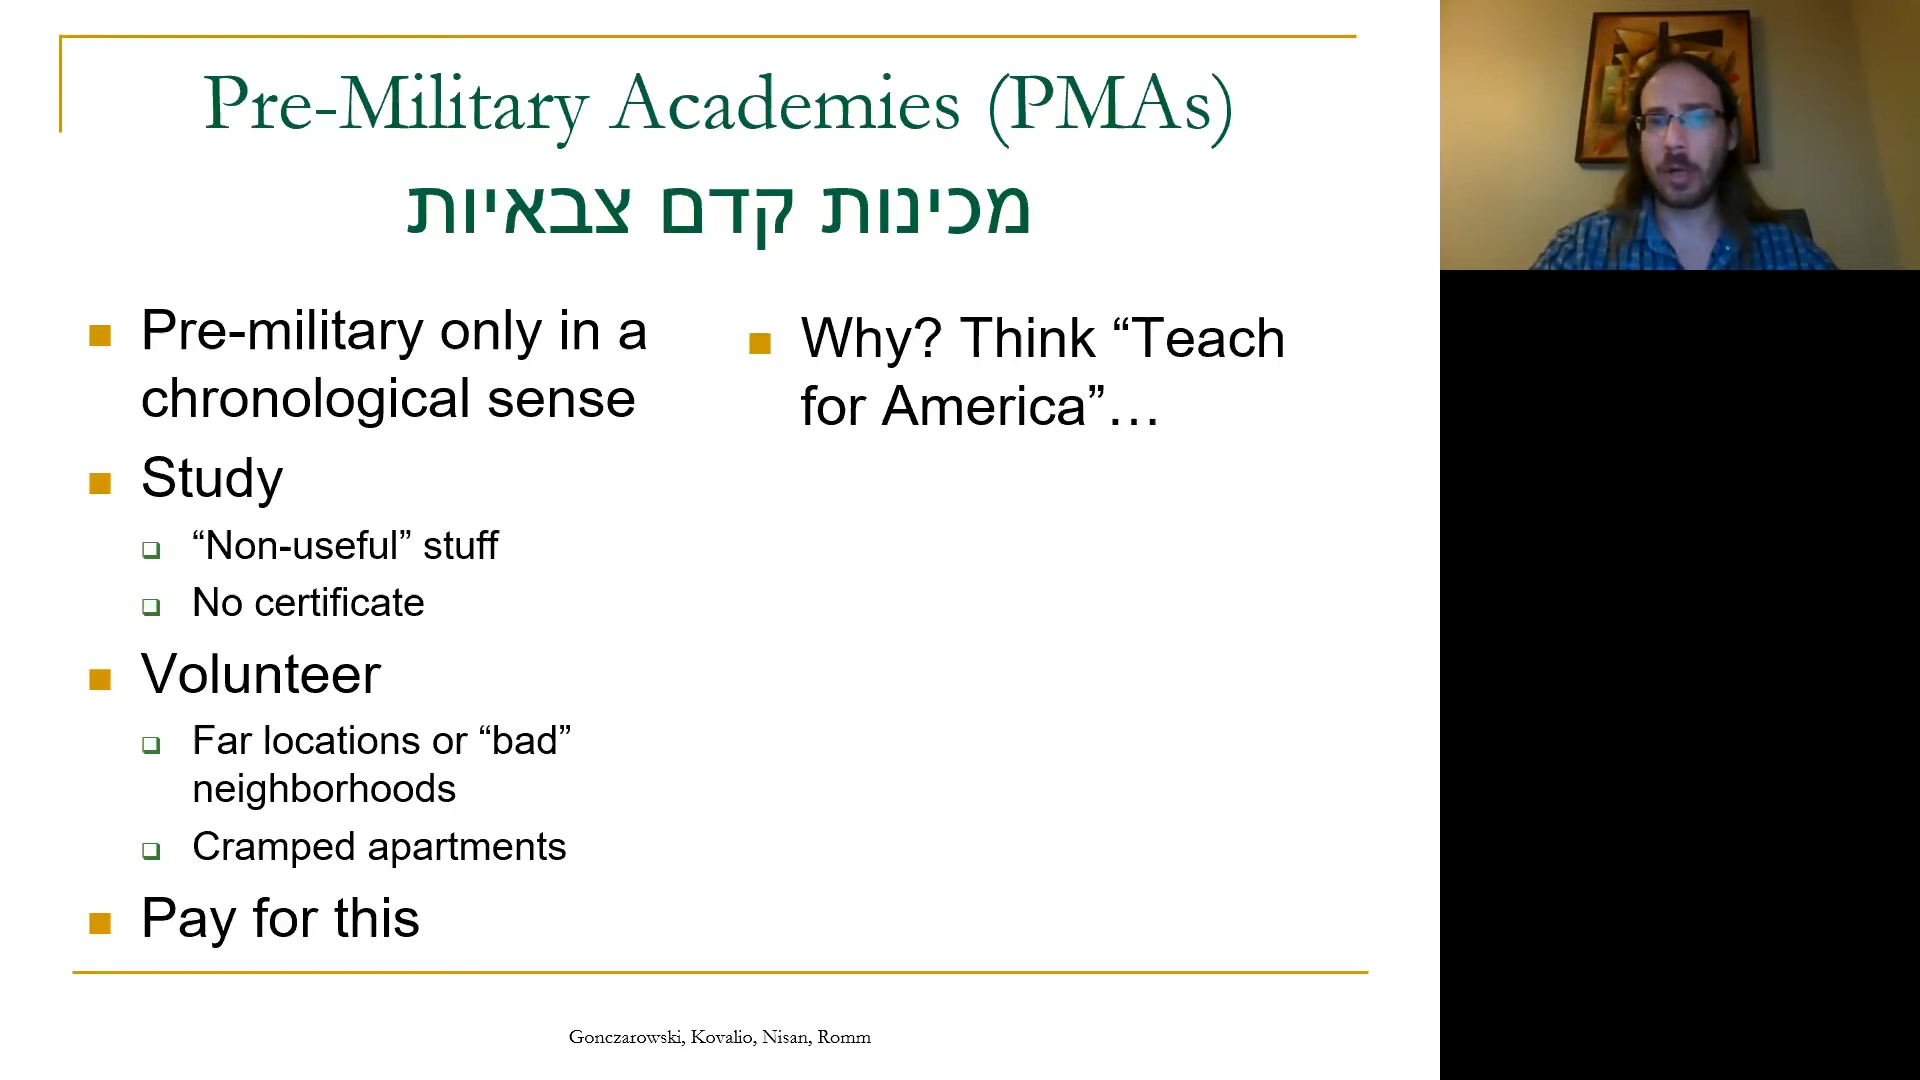 Pre-Military Academies (PMAs)
מכינות קדם צבאיות
Pre-military only in a
chronological sense
Study
“Non-useful” stuff
No certificate
Volunteer
Far locations or “bad”
neighborhoods
Cramped apartments
Pay for this
Why? Think “Teach
for America”…
Gonczarowski, Kovalio, Nisan, Romm